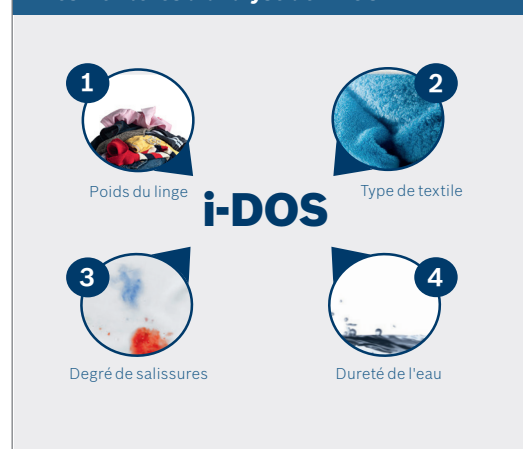 1
2
Poids du linge
Type de textile
i-DOS
3
4
Degré de salissures
Dureté de l'eau